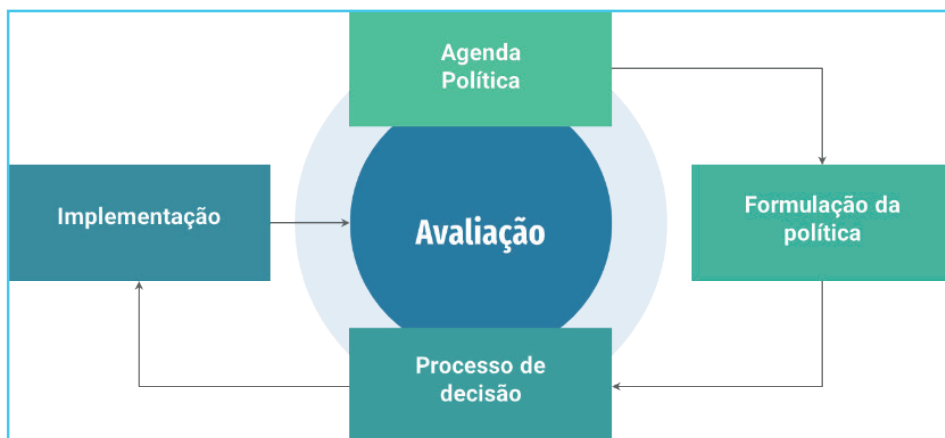 Agenda
Política
Implementação
Avaliação
Formulação da
política
Processo de
decisão